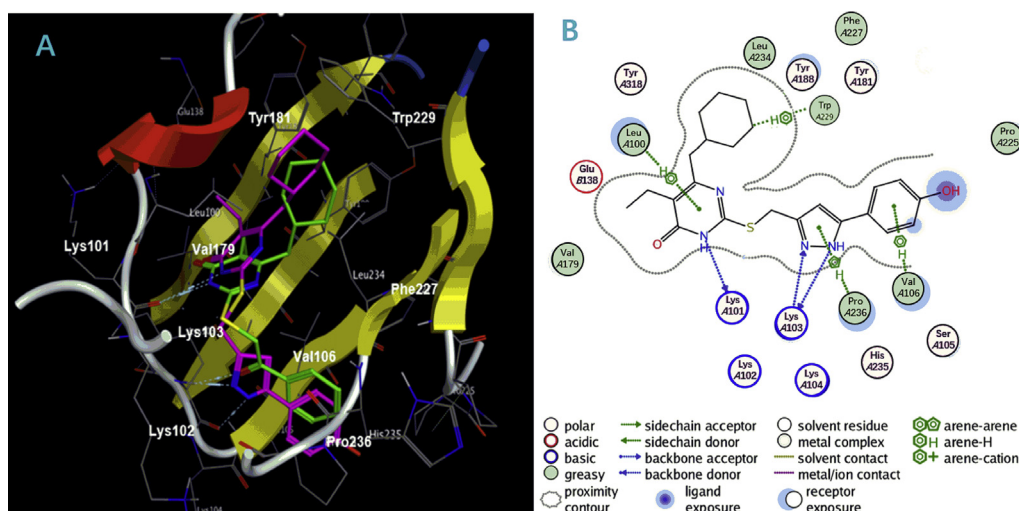 A
Glu138
Tyr181
Trp229
Leu100
Lys101
Val179
Leu234
Phe227
Lys103
Val106
Lys102
Pro236
His235
B
Phe
A227
Leu
A234
Tyr
A188
Tyr
A181
Tyr
A318
Trp
A229
Leu
A100
Pro
A225
H
Glu
B138
H
N
OH
O
N
H
S
N
NH
Val
A179
H
H
Lys
A101
Lys
A103
Pro
A236
Val
A106
Ser
A105
Lys
A102
Lys
A104
His
A235
polar sidechain acceptor solvent residue arene-arene
acidic sidechain donor metal complex H arene-H
basic backbone acceptor solvent contact + arene-cation
greasy backbone donor metal/ion contact
proximity ligand receptor
contour exposure exposure